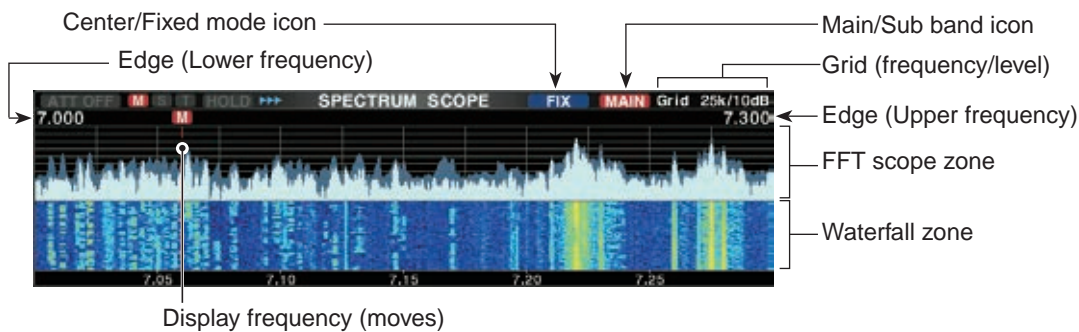 Center/Fixed mode icon
Main/Sub band icon
Edge (Lower frequency)
Grid (frequency/level)
ATT OFF M S T HOLD SPECTRUM SCOPE FIX MAIN Grid 25k/10dB
7.000 M 7.300
Edge (Upper frequency)
FFT scope zone
Waterfall zone
7.05 7.10 7.15 7.20 7.25
Display frequency (moves)